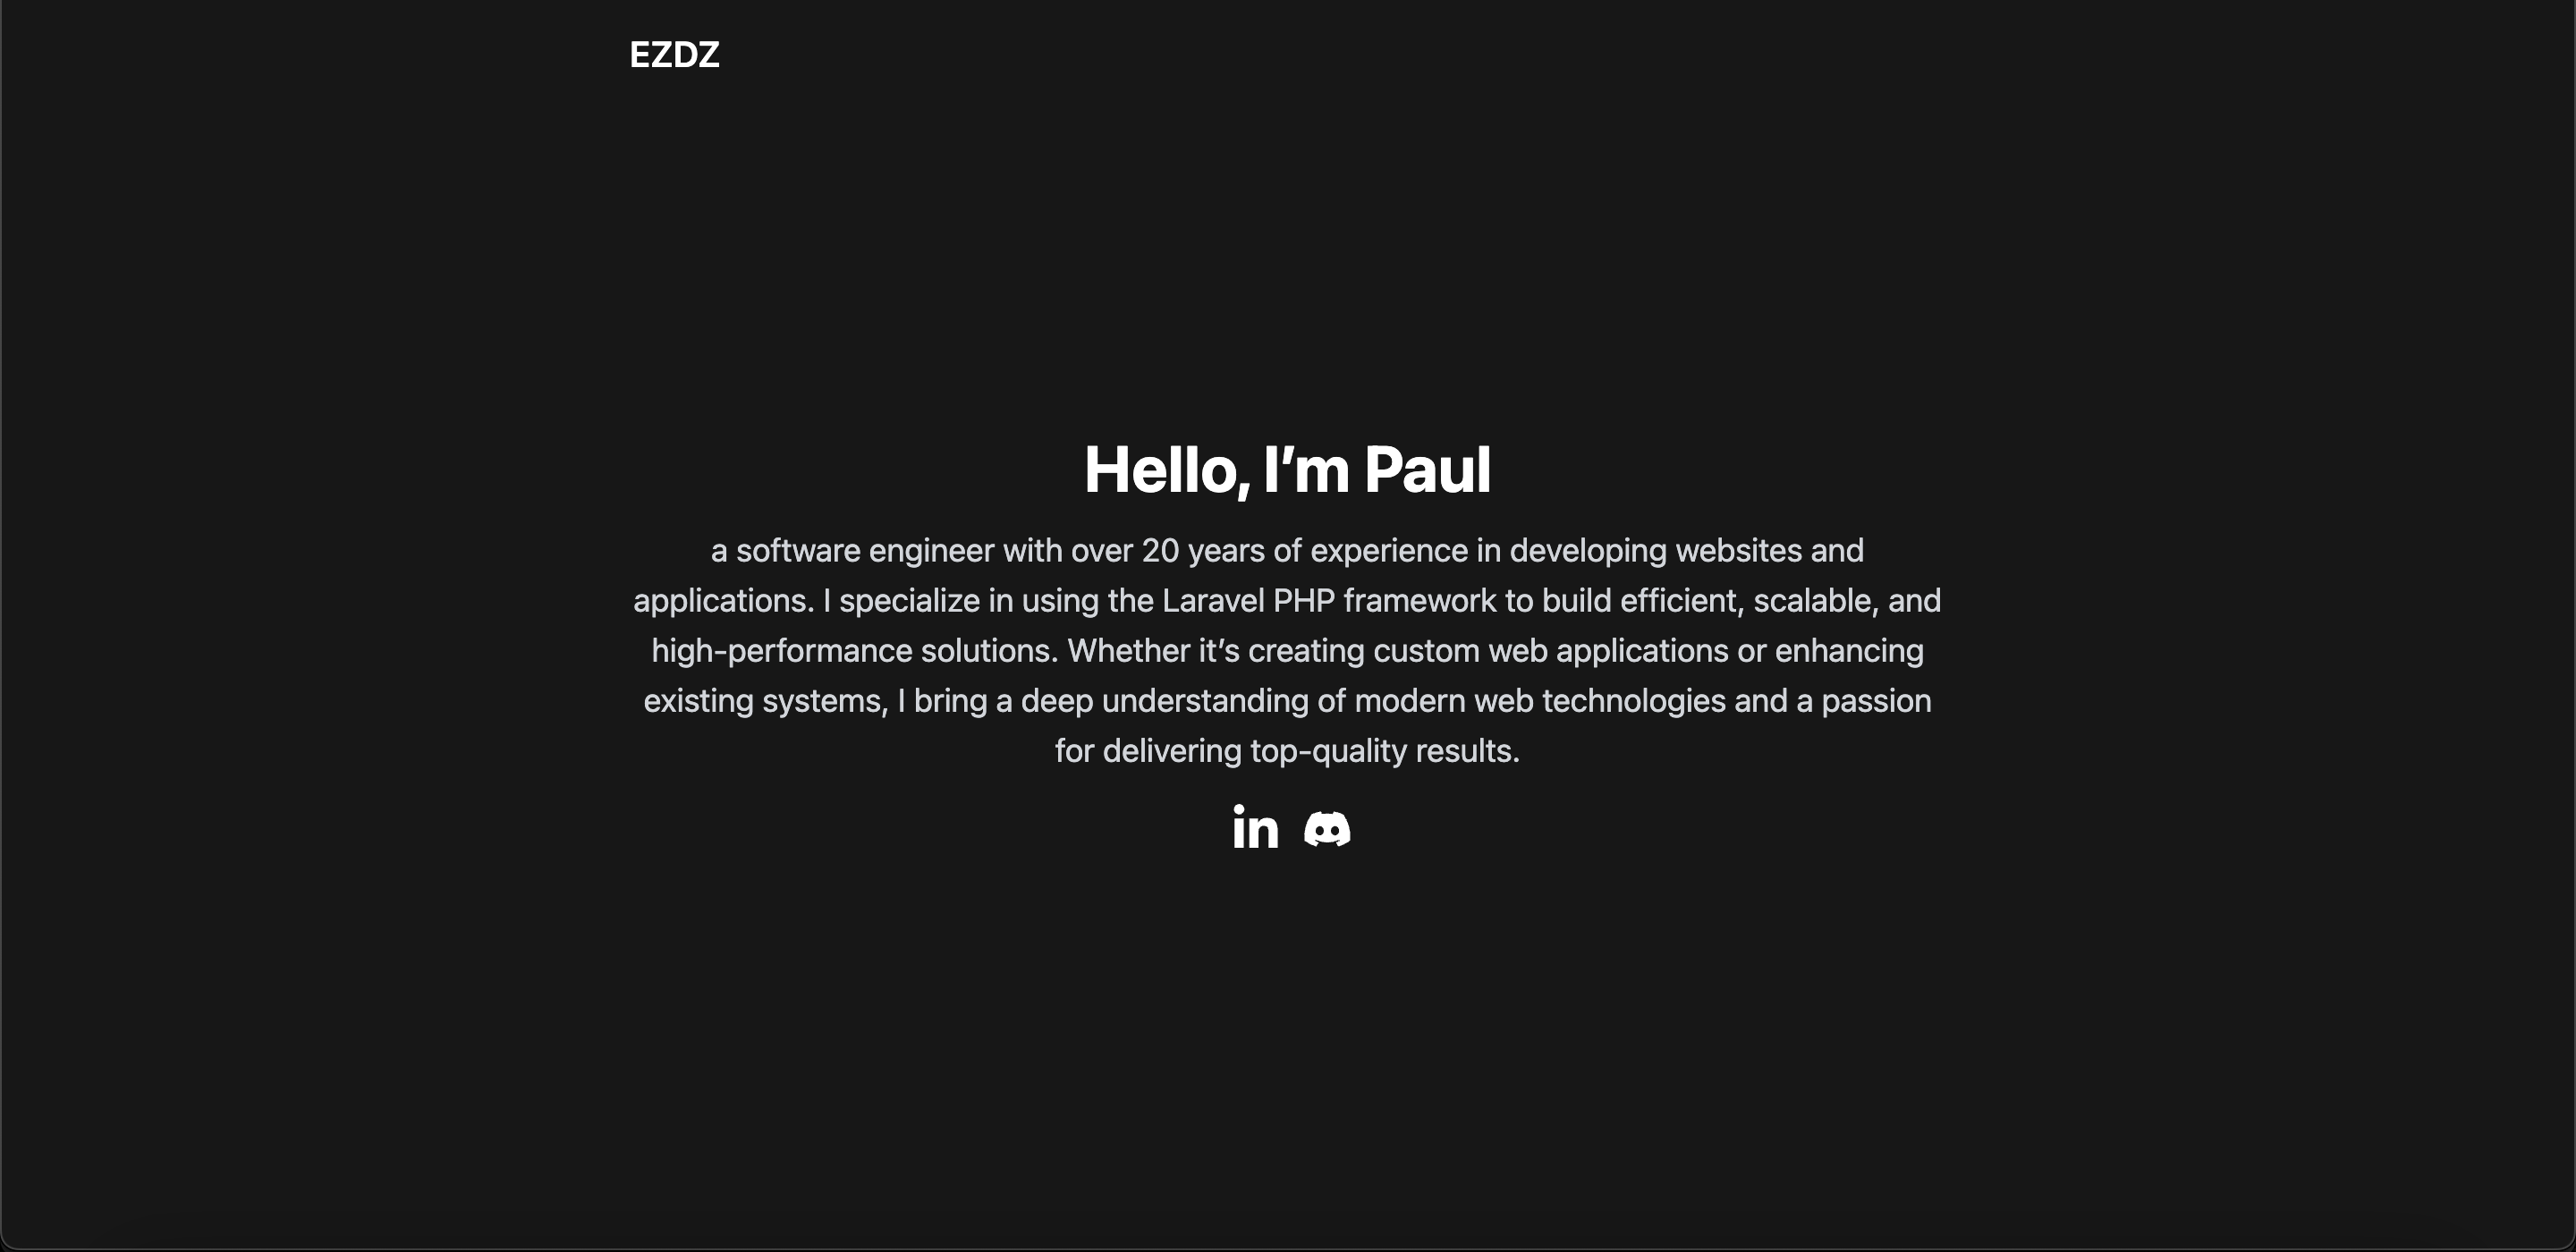 EZDZ
Hello, I’m Paul
a software engineer with over 20 years of experience in developing websites and
applications. I specialize in using the Laravel PHP framework to build efficient, scalable, and
high-performance solutions. Whether it’s creating custom web applications or enhancing
existing systems, I bring a deep understanding of modern web technologies and a passion
for delivering top-quality results.
in